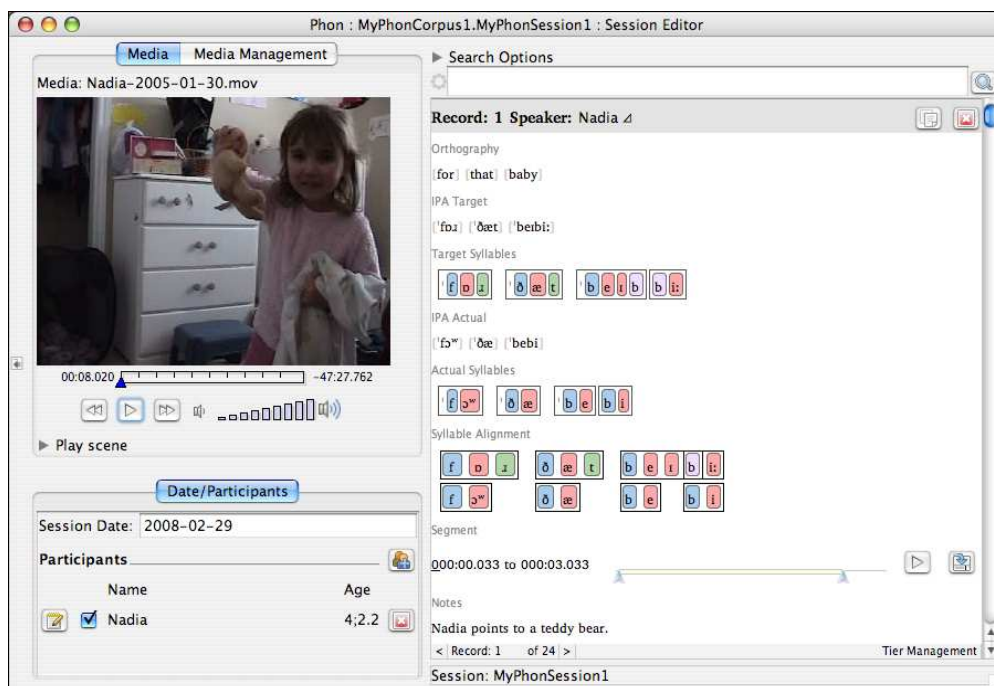 Phon : MyPhonCorpus1.MyPhonSession1 : Session Editor
Media Media Management
Media: Nadia-2005-01-30.mov
00:08.020 -47:27.762
Play scene
Date/Participants
Session Date: 2008-02-29
Participants
Name Age
Nadia 4;2.2
Search Options
Record: 1 Speaker: Nadia
Orthography
[for] [that] [baby]
IPA Target
[ˈfɒɹ] [ˈðæt] [ˈbeɪbiː]
Target Syllables
ˈ f ɒ ɹ ˈ ð æ t ˈ b e ɪ b b iː
IPA Actual
[ˈfɔʷ] [ˈðæ] [ˈbebi]
Actual Syllables
ˈ f ɔʷ ˈ ð æ ˈ b e b i
Syllable Alignment
f ɒ ɹ ð æ t b e ɪ b iː
f ɔʷ ð æ b e b i
Segment
000:00.033 to 000:03.033
Notes
Nadia points to a teddy bear.
< Record: 1 of 24 > Tier Management
Session: MyPhonSession1